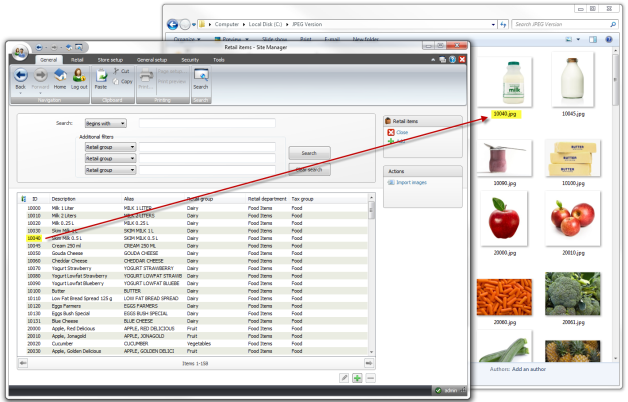 Computer ▸ Local Disk (C:) ▸ JPEG Version
Search JPEG Version
Organize Preview Slide show Print E-mail New folder
Retail items - Site Manager
General Retail Store setup General setup Security Tools
Back Forward Home Log out Paste Cut Copy Print... Page setup... Print preview Search
Navigation Clipboard Printing Search
Search: Begins with
Additional filters
Retail group
Retail group
Retail group
Search
Clear search
Retail items
Close
Add
Actions
Import images
ID Description Alias Retail group Retail department Tax group
10000 Milk 1 Liter MILK 1 LITER Dairy Food Items Food
10010 Milk 2 Liters MILK 2 LITERS Dairy Food Items Food
10020 Milk 0.25 L MILK 0.25 L Dairy Food Items Food
10030 Skim Milk 1 L SKIM MILK 1 L Dairy Food Items Food
10040 Skim Milk 0.5 L SKIM MILK 0.5 L Dairy Food Items Food
10045 Cream 250 ml CREAM 250 ML Dairy Food Items Food
10050 Gouda Cheese GOUDA CHEESE Dairy Food Items Food
10060 Cheddar Cheese CHEDDAR CHEESE Dairy Food Items Food
10070 Yogurt Strawberry YOGURT STRAWBERRY Dairy Food Items Food
10080 Yogurt Lowfat Strawberry YOGURT LOWFAT STRAWB Dairy Food Items Food
10090 Yogurt Lowfat Blueberry YOGURT LOWFAT BLUEBE Dairy Food Items Food
10100 Butter BUTTER Dairy Food Items Food
10110 Low Fat Bread Spread 125 g LOW FAT BREAD SPREAD Dairy Food Items Food
10120 Eggs Farmers EGGS FARMERS Dairy Food Items Food
10130 Eggs Bush Special EGGS BUSH SPECIAL Dairy Food Items Food
10131 Blue Cheese BLUE CHEESE Dairy Food Items Food
20000 Apple, Red Delicious APPLE, RED DELICIOUS Fruit Food Items Food
20010 Apple, Jonagold APPLE, JONAGOLD Fruit Food Items Food
20020 Cucumber CUCUMBER Vegetables Food Items Food
20030 Apple, Golden Delicious APPLE, GOLDEN DELICI Fruit Food Items Food
Items 1-158
admin
milk
10040.jpg 10045.jpg
BUTTER
BUTTER
10090.jpg 10100.jpg
20000.jpg 20010.jpg
20060.jpg 20061.jpg
Authors: Add an author